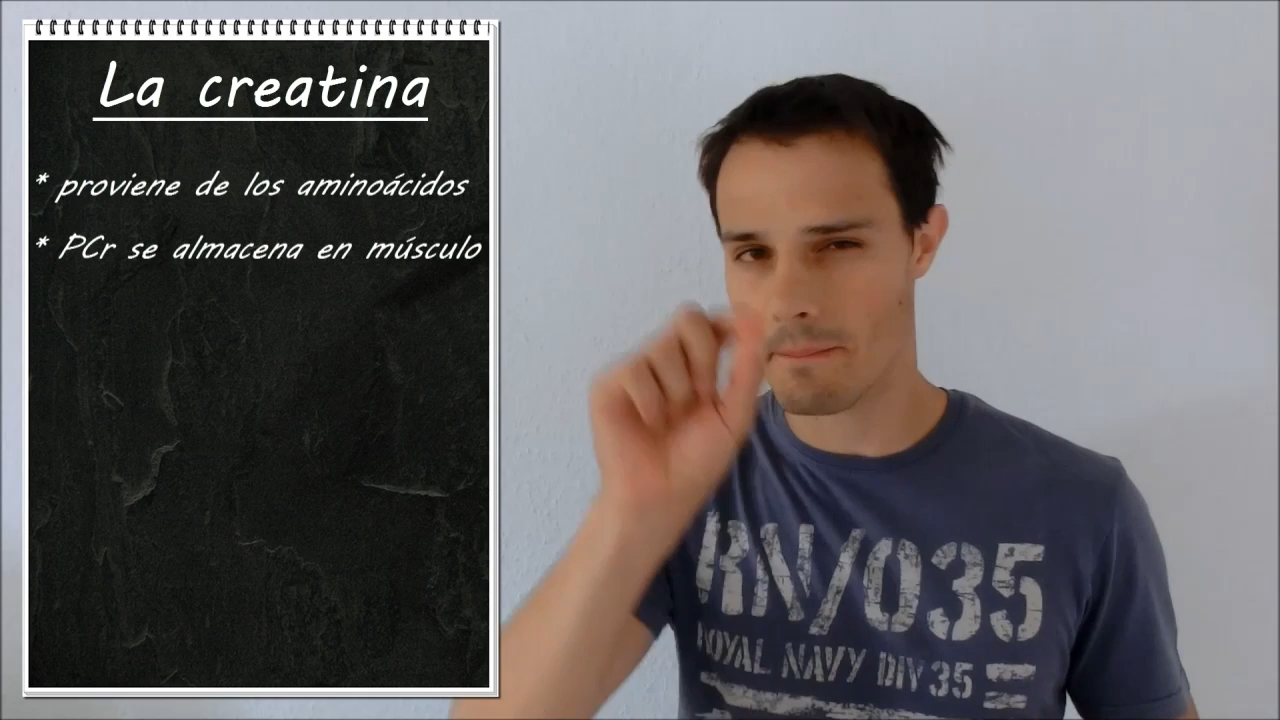 La creatina
* proviene de los aminoácidos
* PCr se almacena en músculo
RN/035
ROYAL NAVY DIV 35